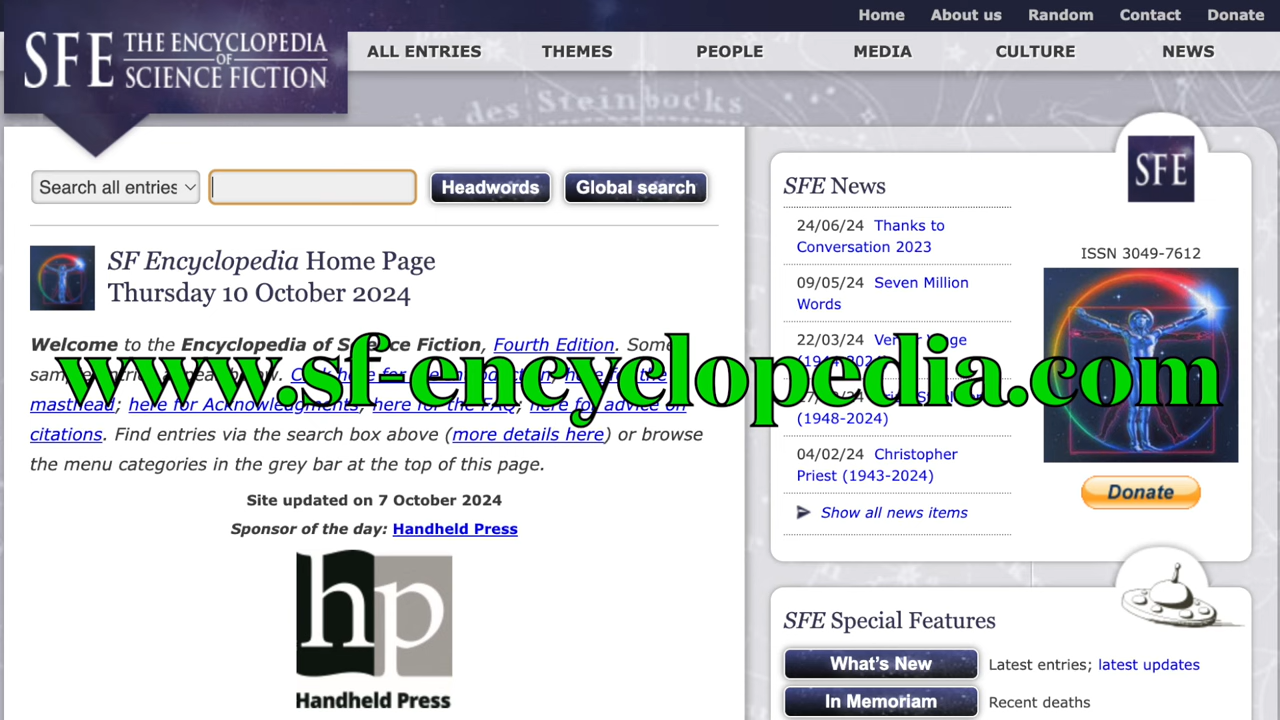 Home About us Random Contact Donate
SFE THE ENCYCLOPEDIA OF SCIENCE FICTION
ALL ENTRIES THEMES PEOPLE MEDIA CULTURE NEWS
des Steinbocks
Search all entries Headwords Global search
SF Encyclopedia Home Page
Thursday 10 October 2024
Welcome to the Encyclopedia of Science Fiction, Fourth Edition. Some
masthead; here for Acknowledgments; here for the FAQ; here for advice on
citations. Find entries via the search box above (more details here) or browse
the menu categories in the grey bar at the top of this page.
www.sf-encyclopedia.com
Site updated on 7 October 2024
Sponsor of the day: Handheld Press
hp
Handheld Press
SFE
SFE News
24/06/24 Thanks to
Conversation 2023
09/05/24 Seven Million
Words
22/03/24
(1948-2024)
04/02/24 Christopher
Priest (1943-2024)
Show all news items
ISSN 3049-7612
Donate
SFE Special Features
What's New Latest entries; latest updates
In Memoriam Recent deaths